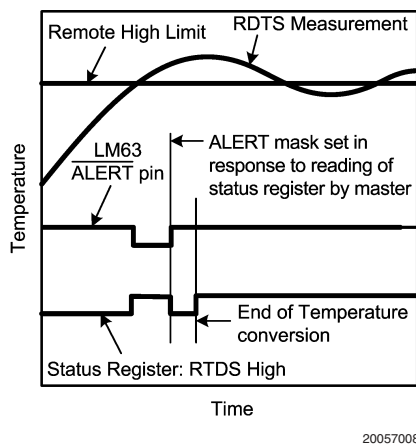 Remote High Limit
RDTS Measurement
LM63
ALERT pin
ALERT mask set in
response to reading of
status register by master
End of Temperature
conversion
Status Register: RTDS High
Temperature
Time
20057008